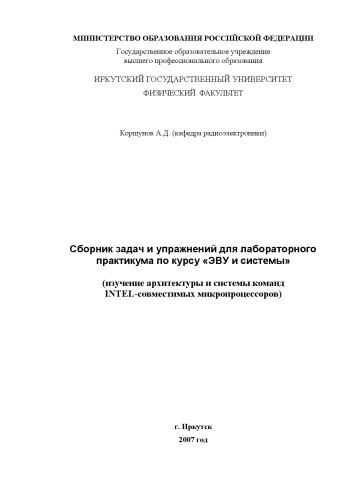 МИНИСТЕРСТВО ОБРАЗОВАНИЯ РОССИЙСКОЙ ФЕДЕРАЦИИ
Государственное образовательное учреждение
высшего профессионального образования
ИРКУТСКИЙ ГОСУДАРСТВЕННЫЙ УНИВЕРСИТЕТ
ФИЗИЧЕСКИЙ ФАКУЛЬТЕТ
Коршунов А.Д. (кафедра радиоэлектроники)
Сборник задач и упражнений для лабораторного
практикума по курсу «ЭВУ и системы»
(изучение архитектуры и системы команд
INTEL-совместимых микропроцессоров)
г. Иркутск
2007 год